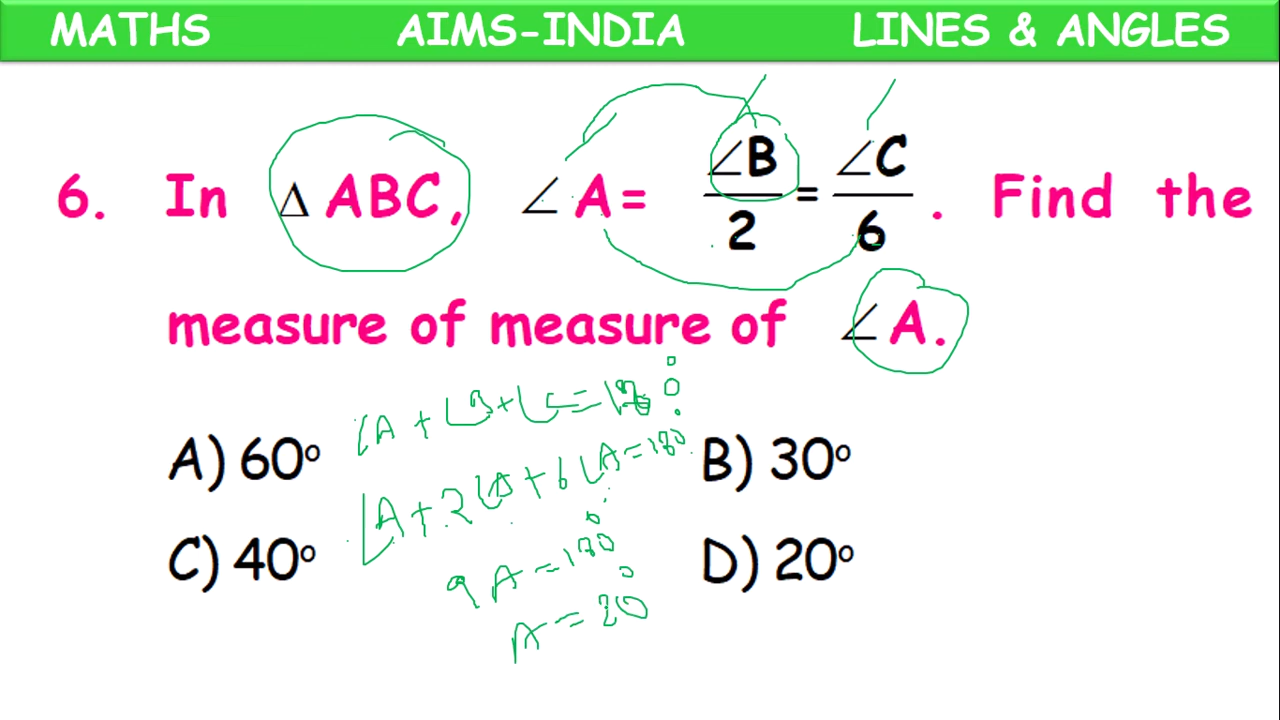 MATHS AIMS-INDIA LINES & ANGLES
6. In Δ ABC, ∠A = ∠B/2 = ∠C/6 . Find the
measure of measure of ∠A.
∠A + ∠B + ∠C = 180°
∠A + 2∠A + 6∠A = 180°
9A = 180°
A = 20°
A) 60° B) 30°
C) 40° D) 20°